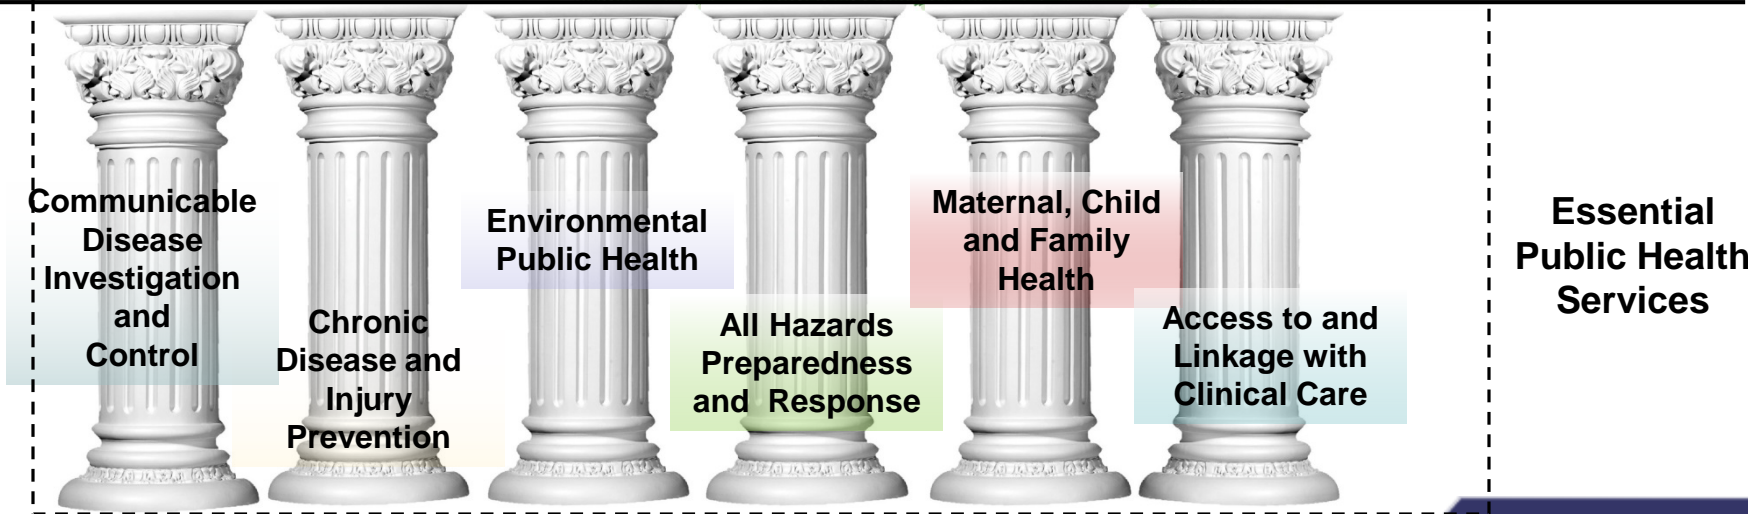 Communicable
Disease
Investigation
and
Control
Chronic
Disease and
Injury
Prevention
Environmental
Public Health
All Hazards
Preparedness
and Response
Maternal, Child
and Family
Health
Access to and
Linkage with
Clinical Care
Essential
Public Health
Services